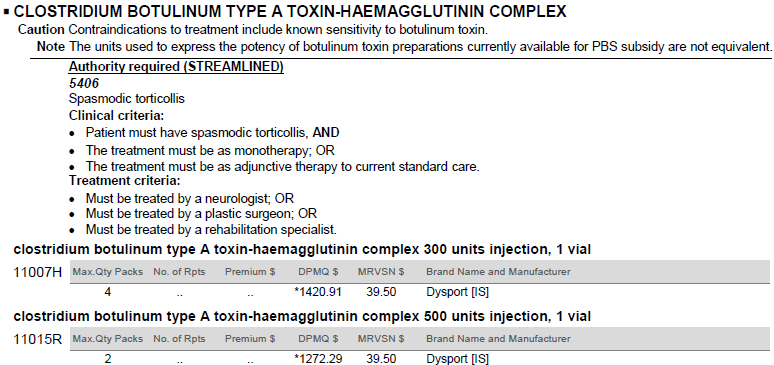 ▪ CLOSTRIDIUM BOTULINUM TYPE A TOXIN-HAEMAGGLUTININ COMPLEX
Caution Contraindications to treatment include known sensitivity to botulinum toxin.
Note The units used to express the potency of botulinum toxin preparations currently available for PBS subsidy are not equivalent.
Authority required (STREAMLINED)
5406
Spasmodic torticollis
Clinical criteria:
• Patient must have spasmodic torticollis, AND
• The treatment must be as monotherapy; OR
• The treatment must be as adjunctive therapy to current standard care.
Treatment criteria:
• Must be treated by a neurologist; OR
• Must be treated by a plastic surgeon; OR
• Must be treated by a rehabilitation specialist.
clostridium botulinum type A toxin-haemagglutinin complex 300 units injection, 1 vial
11007H Max.Qty Packs No. of Rpts Premium $ DPMQ $ MRVSN $ Brand Name and Manufacturer
4 .. .. *1420.91 39.50 Dysport [IS]
clostridium botulinum type A toxin-haemagglutinin complex 500 units injection, 1 vial
11015R Max.Qty Packs No. of Rpts Premium $ DPMQ $ MRVSN $ Brand Name and Manufacturer
2 .. .. *1272.29 39.50 Dysport [IS]